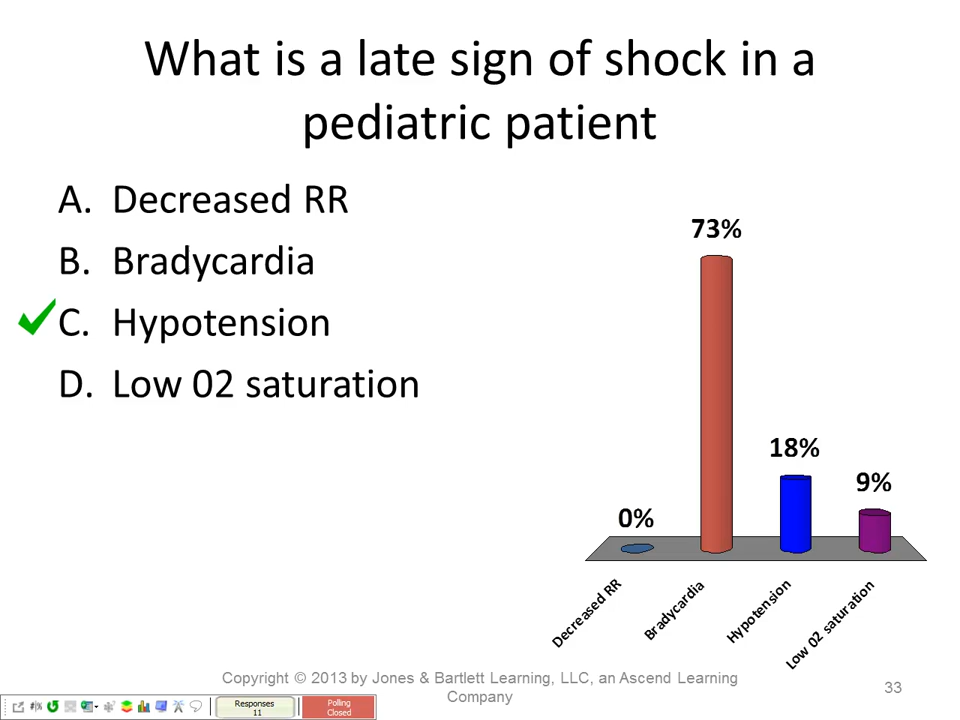 What is a late sign of shock in a
pediatric patient
A. Decreased RR
B. Bradycardia
C. Hypotension
D. Low 02 saturation
73%
18%
9%
0%
Decreased RR
Bradycardia
Hypotension
Low 02 saturation
Copyright © 2013 by Jones & Bartlett Learning, LLC, an Ascend Learning
Company
33
Responses
11
Polling
Closed